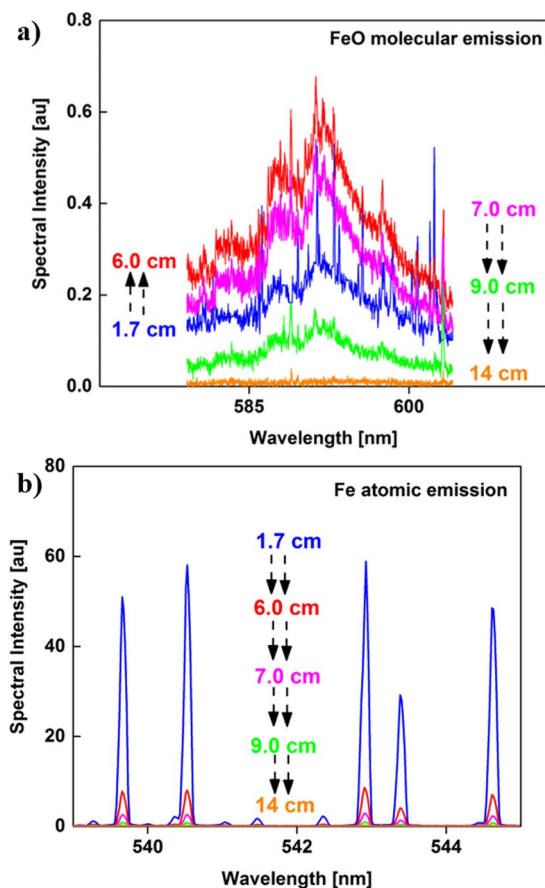 a)
FeO molecular emission
0.8
0.6
0.4
0.2
0.0
Spectral Intensity [au]
6.0 cm
1.7 cm
7.0 cm
9.0 cm
14 cm
585
600
Wavelength [nm]
b)
Fe atomic emission
80
60
40
20
0
Spectral Intensity [au]
1.7 cm
6.0 cm
7.0 cm
9.0 cm
14 cm
540
542
544
Wavelength [nm]